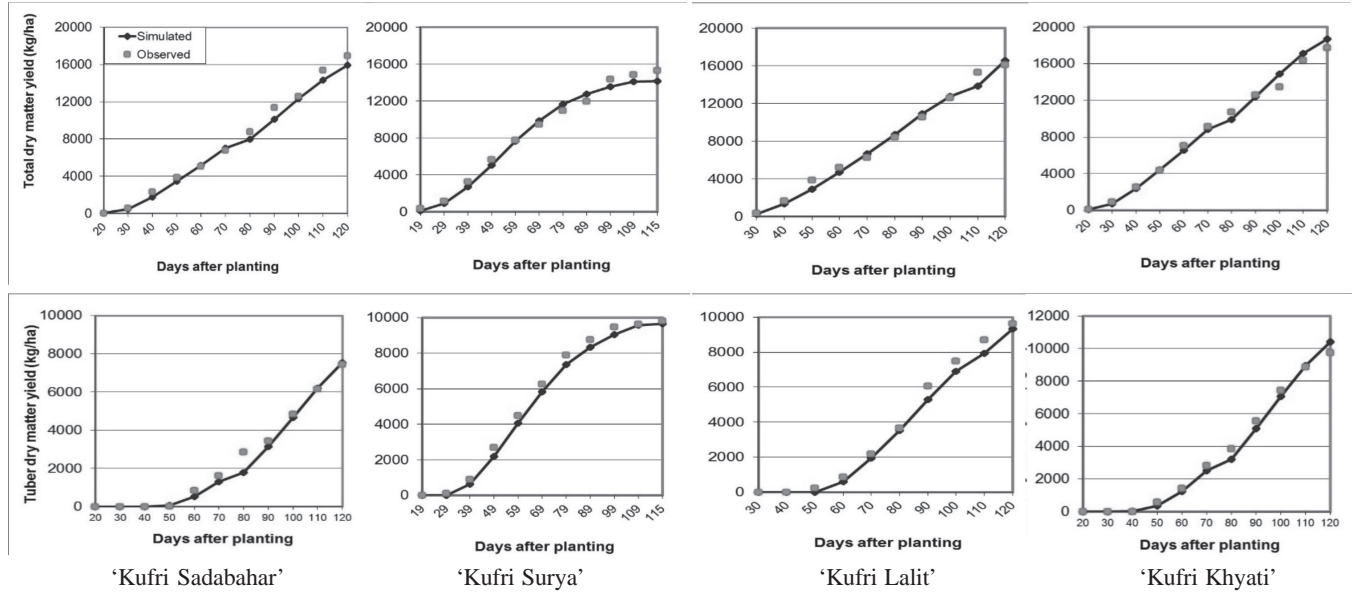 Total dry matter yield (kg/ha)
20000
16000
12000
8000
4000
0
Simulated
Observed
20 30 40 50 60 70 80 90 100 110 120
Days after planting
20000
16000
12000
8000
4000
0
19 29 39 49 59 69 79 89 99 109 115
Days after planting
20000
16000
12000
8000
4000
0
30 40 50 60 70 80 90 100 110 120
Days after planting
20000
16000
12000
8000
4000
0
20 30 40 50 60 70 80 90 100 110 120
Days after planting
Tuber dry matter yield (kg/ha)
10000
8000
6000
4000
2000
0
20 30 40 50 60 70 80 90 100 110 120
Days after planting
10000
8000
6000
4000
2000
0
19 29 39 49 59 69 79 89 99 109 115
Days after planting
10000
8000
6000
4000
2000
0
30 40 50 60 70 80 90 100 110 120
Days after planting
12000
10000
8000
6000
4000
2000
0
20 30 40 50 60 70 80 90 100 110 120
Days after planting
‘Kufri Sadabahar’
‘Kufri Surya’
‘Kufri Lalit’
‘Kufri Khyati’